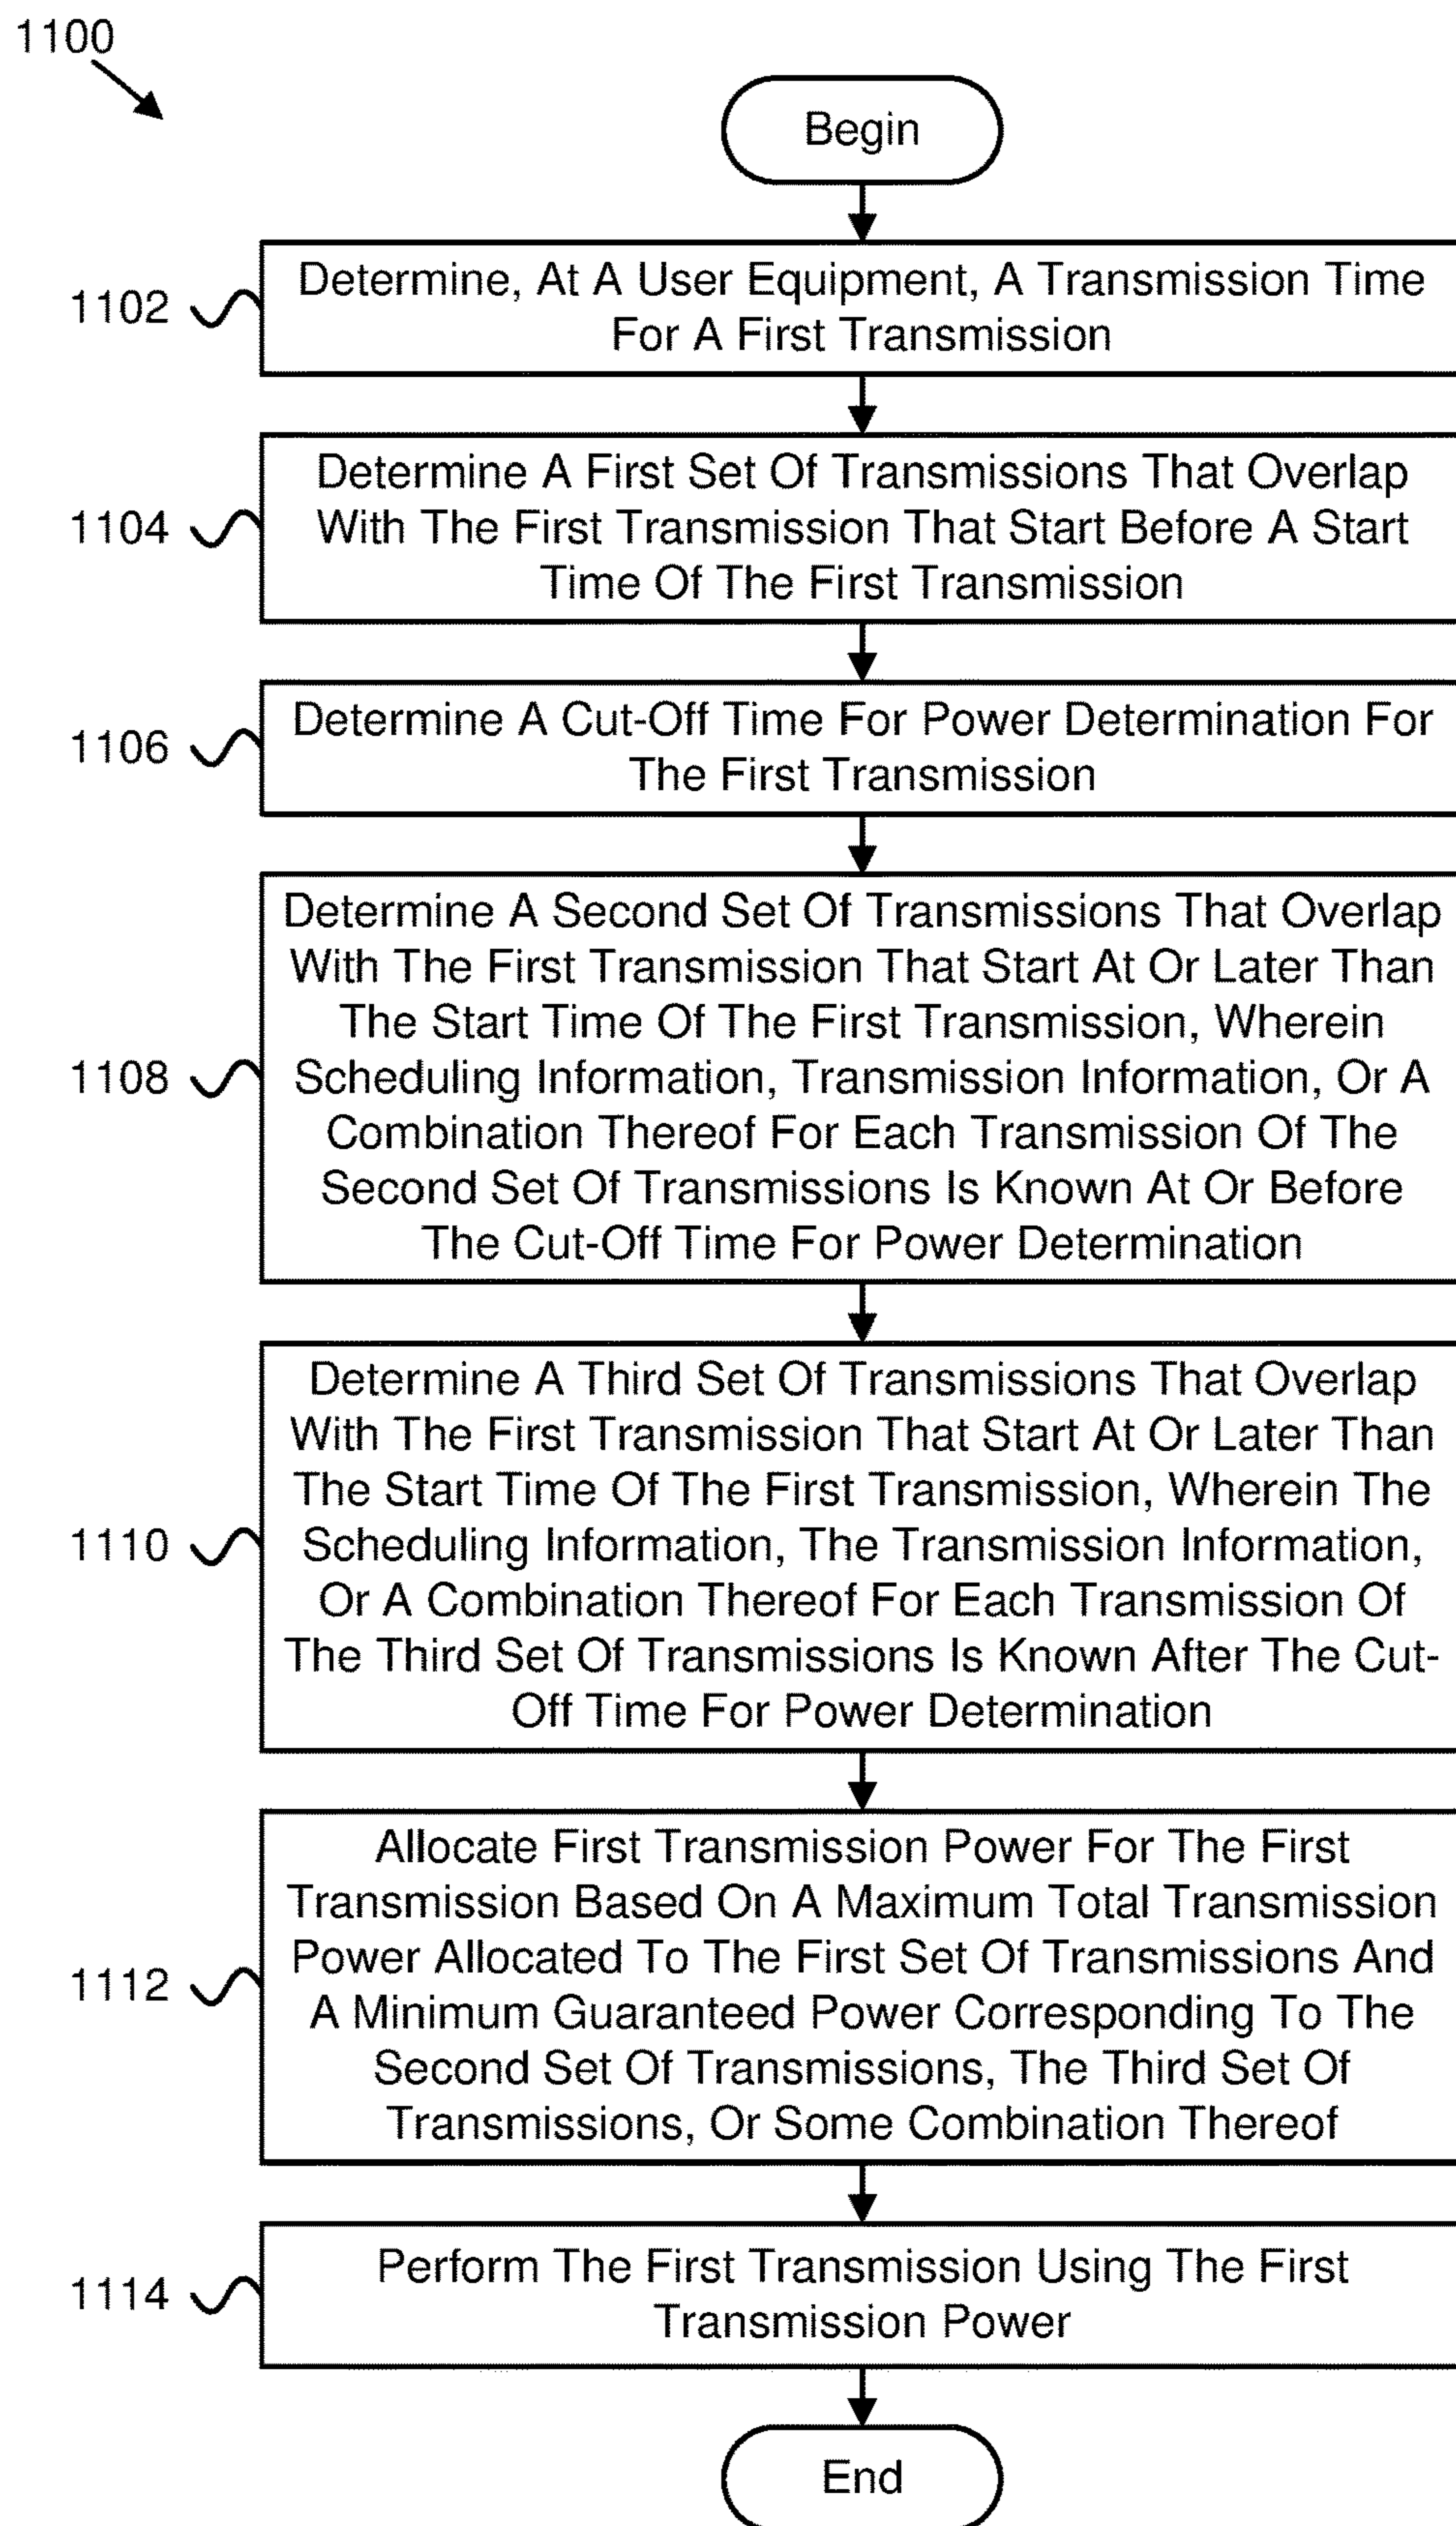 1100
Begin
1102
Determine, At A User Equipment, A Transmission Time
For A First Transmission
1104
Determine A First Set Of Transmissions That Overlap
With The First Transmission That Start Before A Start
Time Of The First Transmission
1106
Determine A Cut-Off Time For Power Determination For
The First Transmission
1108
Determine A Second Set Of Transmissions That Overlap
With The First Transmission That Start At Or Later Than
The Start Time Of The First Transmission, Wherein
Scheduling Information, Transmission Information, Or A
Combination Thereof For Each Transmission Of The
Second Set Of Transmissions Is Known At Or Before
The Cut-Off Time For Power Determination
1110
Determine A Third Set Of Transmissions That Overlap
With The First Transmission That Start At Or Later Than
The Start Time Of The First Transmission, Wherein The
Scheduling Information, The Transmission Information,
Or A Combination Thereof For Each Transmission Of
The Third Set Of Transmissions Is Known After The Cut-
Off Time For Power Determination
1112
Allocate First Transmission Power For The First
Transmission Based On A Maximum Total Transmission
Power Allocated To The First Set Of Transmissions And
A Minimum Guaranteed Power Corresponding To The
Second Set Of Transmissions, The Third Set Of
Transmissions, Or Some Combination Thereof
1114
Perform The First Transmission Using The First
Transmission Power
End